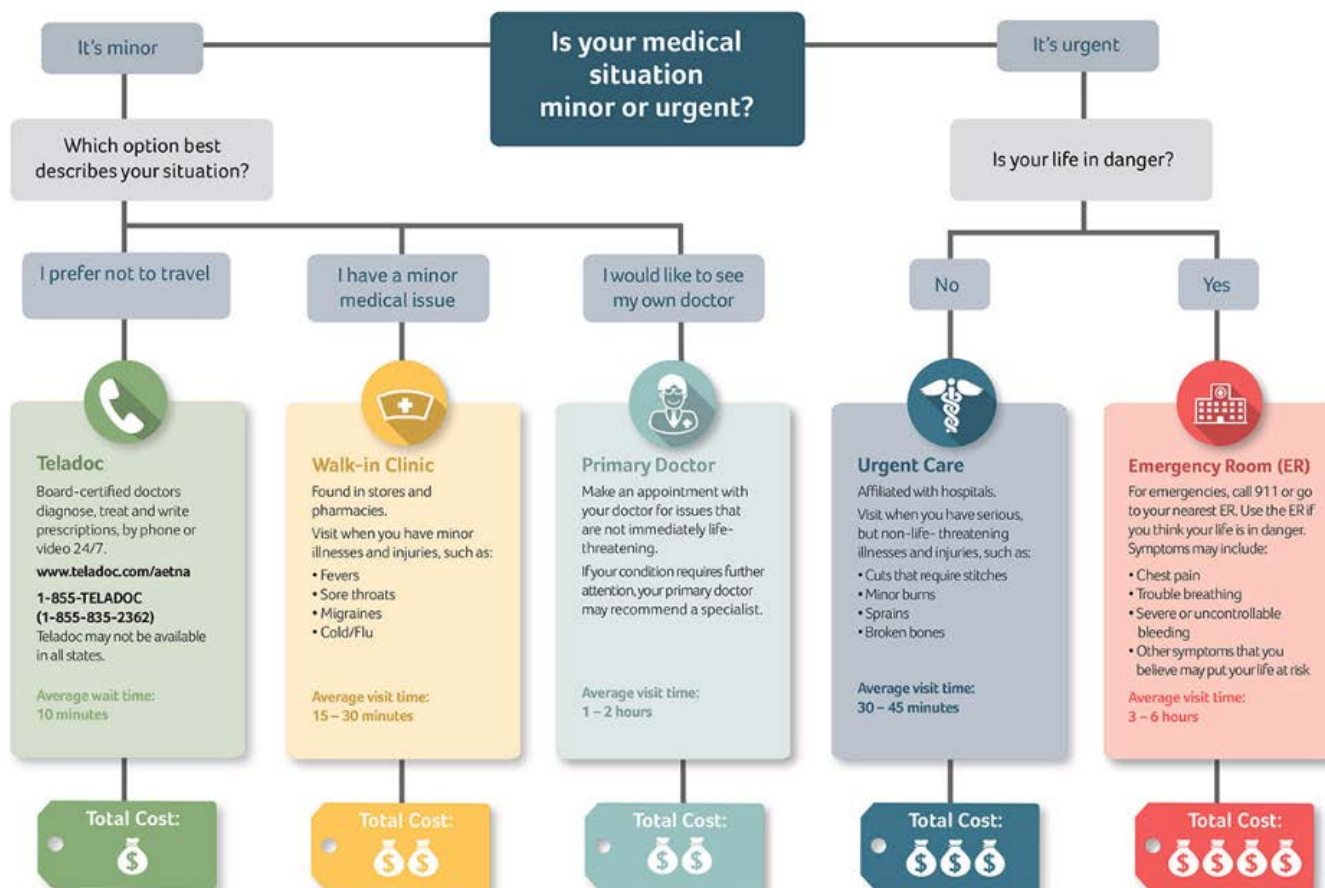 It's minor
Is your medical
situation
minor or urgent?
It's urgent
Which option best
describes your situation?
Is your life in danger?
I prefer not to travel
I have a minor
medical issue
I would like to see
my own doctor
No
Yes
Teladoc
Board-certified doctors
diagnose, treat and write
prescriptions, by phone or
video 24/7.
www.teladoc.com/aetna
1-855-TELADOC
(1-855-835-2362)
Teladoc may not be available
in all states.
Average wait time:
10 minutes
Walk-in Clinic
Found in stores and
pharmacies.
Visit when you have minor
illnesses and injuries, such as:
• Fevers
• Sore throats
• Migraines
• Cold/Flu
Average visit time:
15 – 30 minutes
Primary Doctor
Make an appointment with
your doctor for issues that
are not immediately life-
threatening.
If your condition requires further
attention, your primary doctor
may recommend a specialist.
Average visit time:
1 – 2 hours
Urgent Care
Affiliated with hospitals.
Visit when you have serious,
but non-life- threatening
illnesses and injuries, such as:
• Cuts that require stitches
• Minor burns
• Sprains
• Broken bones
Average visit time:
30 – 45 minutes
Emergency Room (ER)
For emergencies, call 911 or go
to your nearest ER. Use the ER if
you think your life is in danger.
Symptoms may include:
• Chest pain
• Trouble breathing
• Severe or uncontrollable
bleeding
• Other symptoms that you
believe may put your life at risk
Average visit time:
3 – 6 hours
Total Cost:
$
Total Cost:
$ $
Total Cost:
$ $
Total Cost:
$ $ $
Total Cost:
$ $ $ $